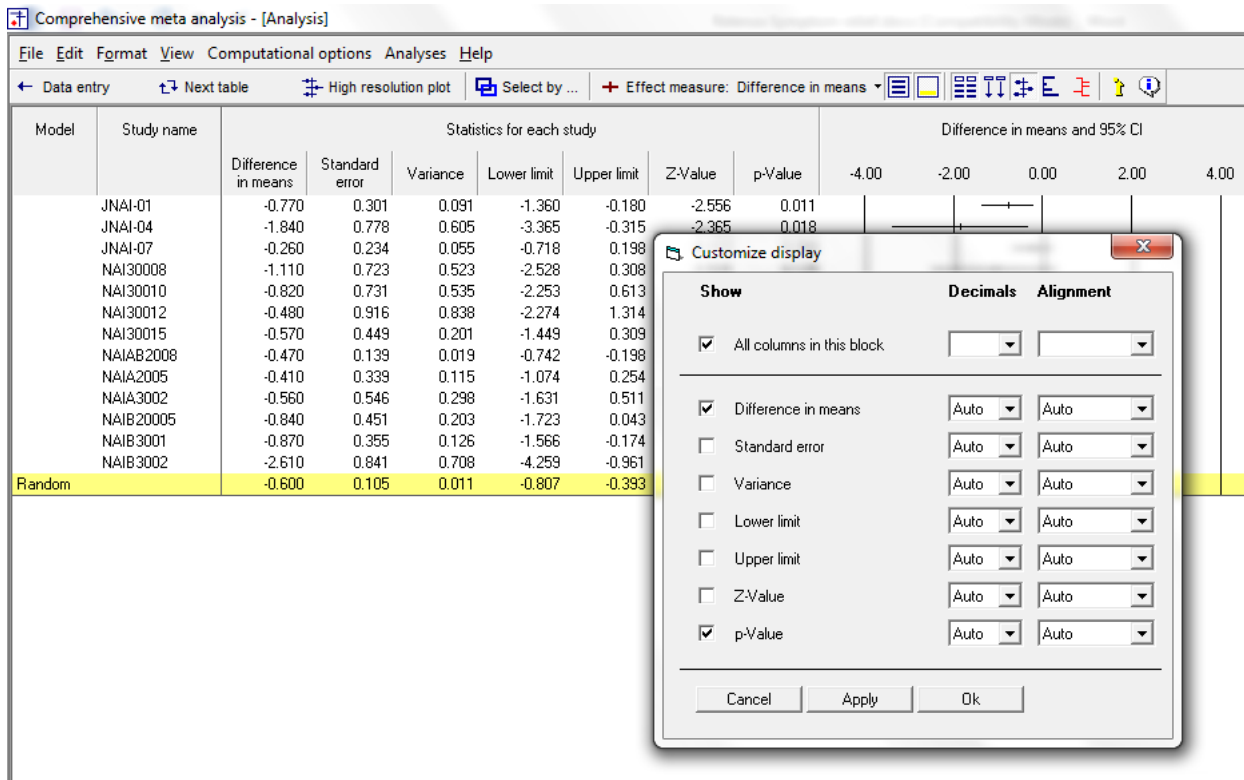 Comprehensive meta analysis - [Analysis]
File Edit Format View Computational options Analyses Help
← Data entry Next table High resolution plot Select by ... Effect measure: Difference in means
Model Study name Statistics for each study Difference in means and 95% CI
Difference in means Standard error Variance Lower limit Upper limit Z-Value p-Value -4.00 -2.00 0.00 2.00 4.00
JNAI-01 -0.770 0.301 0.091 -1.360 -0.180 -2.556 0.011
JNAI-04 -1.840 0.778 0.605 -3.365 -0.315 -2.365 0.018
JNAI-07 -0.260 0.234 0.055 -0.718 0.198
NAI30008 -1.110 0.723 0.523 -2.528 0.308
NAI30010 -0.820 0.731 0.535 -2.253 0.613
NAI30012 -0.480 0.916 0.838 -2.274 1.314
NAI30015 -0.570 0.449 0.201 -1.449 0.309
NAIAB2008 -0.470 0.139 0.019 -0.742 -0.198
NAIA2005 -0.410 0.339 0.115 -1.074 0.254
NAIA3002 -0.560 0.546 0.298 -1.631 0.511
NAIB20005 -0.840 0.451 0.203 -1.723 0.043
NAIB3001 -0.870 0.355 0.126 -1.566 -0.174
NAIB3002 -2.610 0.841 0.708 -4.259 -0.961
Random -0.600 0.105 0.011 -0.807 -0.393
Customize display
Show Decimals Alignment
All columns in this block
Difference in means Auto Auto
Standard error Auto Auto
Variance Auto Auto
Lower limit Auto Auto
Upper limit Auto Auto
Z-Value Auto Auto
p-Value Auto Auto
Cancel Apply Ok